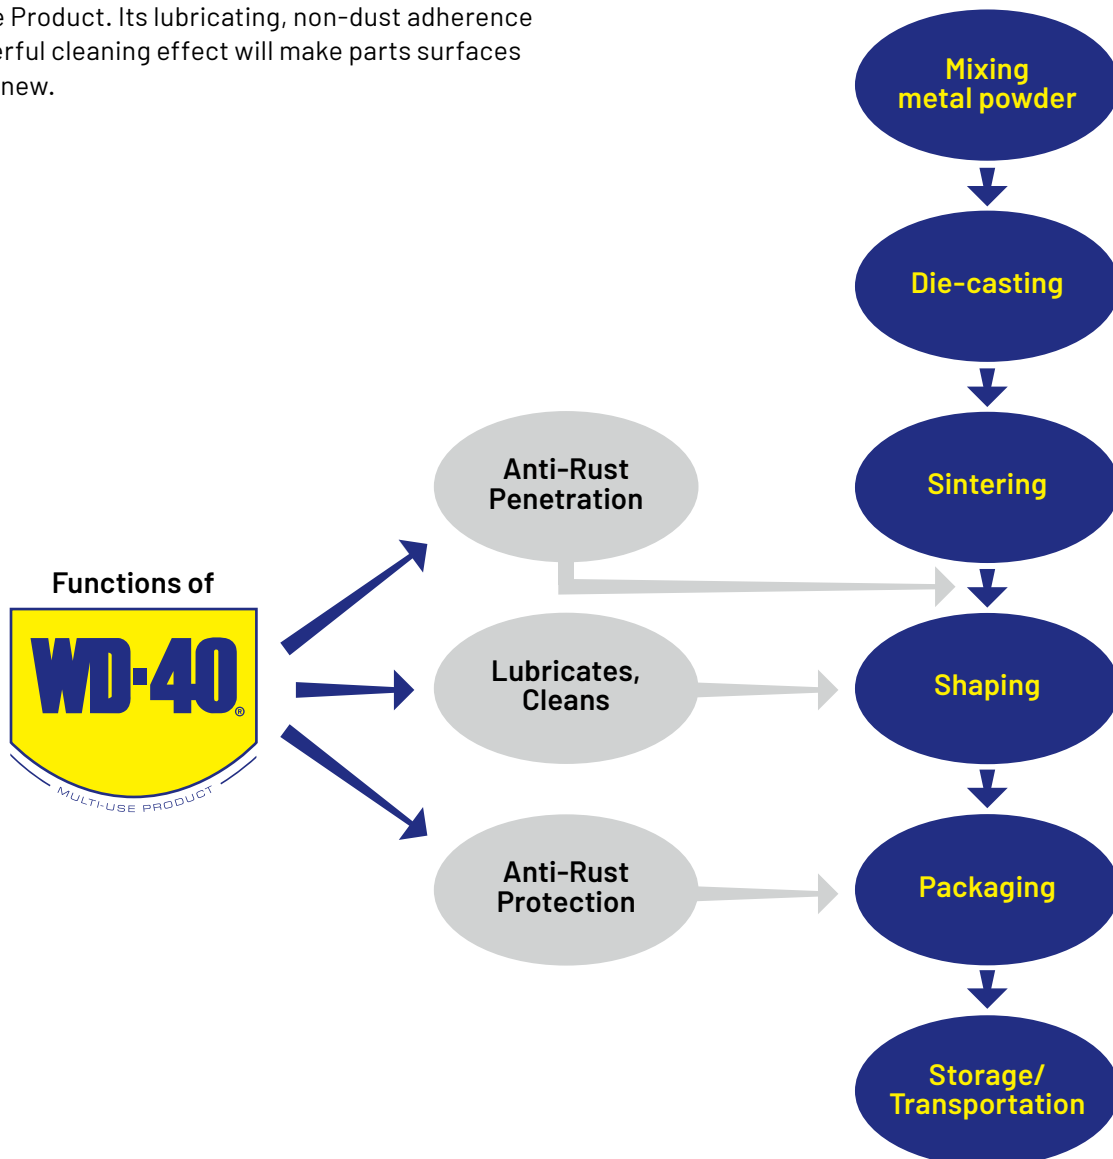 e Product. Its lubricating, non-dust adherence
erful cleaning effect will make parts surfaces
new.
Mixing
metal powder
Die-casting
Sintering
Anti-Rust
Penetration
Functions of
WD-40®
MULTI-USE PRODUCT
Lubricates,
Cleans
Shaping
Anti-Rust
Protection
Packaging
Storage/
Transportation